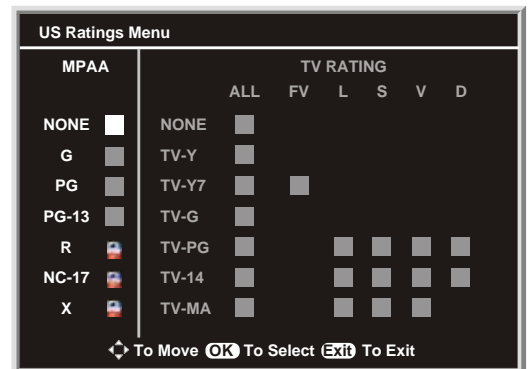 US Ratings Menu
MPAA TV RATING
ALL FV L S V D
NONE NONE
G TV-Y
PG TV-Y7
PG-13 TV-G
R TV-PG
NC-17 TV-14
X TV-MA
To Move OK To Select Exit To Exit